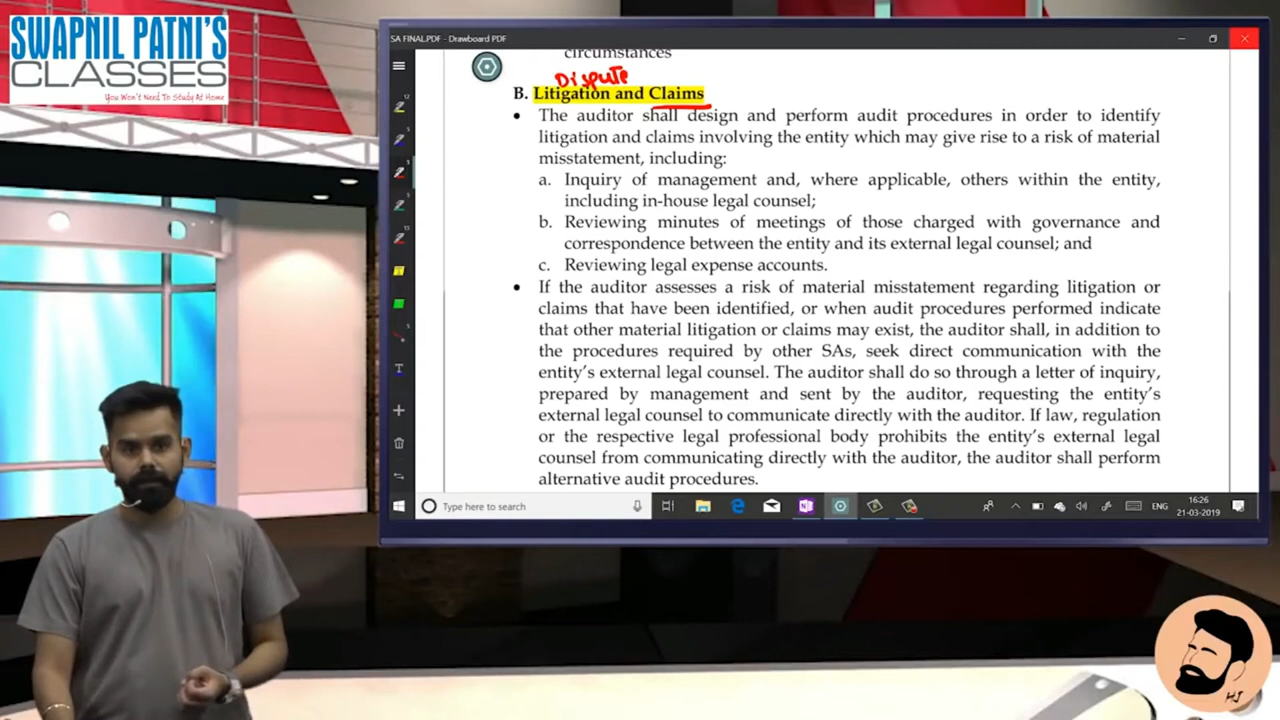 SWAPNIL PATNI'S
CLASSES
You Won't Need To Study At Home
SA FINAL.PDF - Drawboard PDF
circumstances
Dispute
B. Litigation and Claims
• The auditor shall design and perform audit procedures in order to identify
litigation and claims involving the entity which may give rise to a risk of material
misstatement, including:
a. Inquiry of management and, where applicable, others within the entity,
including in-house legal counsel;
b. Reviewing minutes of meetings of those charged with governance and
correspondence between the entity and its external legal counsel; and
c. Reviewing legal expense accounts.
• If the auditor assesses a risk of material misstatement regarding litigation or
claims that have been identified, or when audit procedures performed indicate
that other material litigation or claims may exist, the auditor shall, in addition to
the procedures required by other SAs, seek direct communication with the
entity's external legal counsel. The auditor shall do so through a letter of inquiry,
prepared by management and sent by the auditor, requesting the entity's
external legal counsel to communicate directly with the auditor. If law, regulation
or the respective legal professional body prohibits the entity's external legal
counsel from communicating directly with the auditor, the auditor shall perform
alternative audit procedures.
Type here to search
ENG
16:26
21-03-2019
HJ